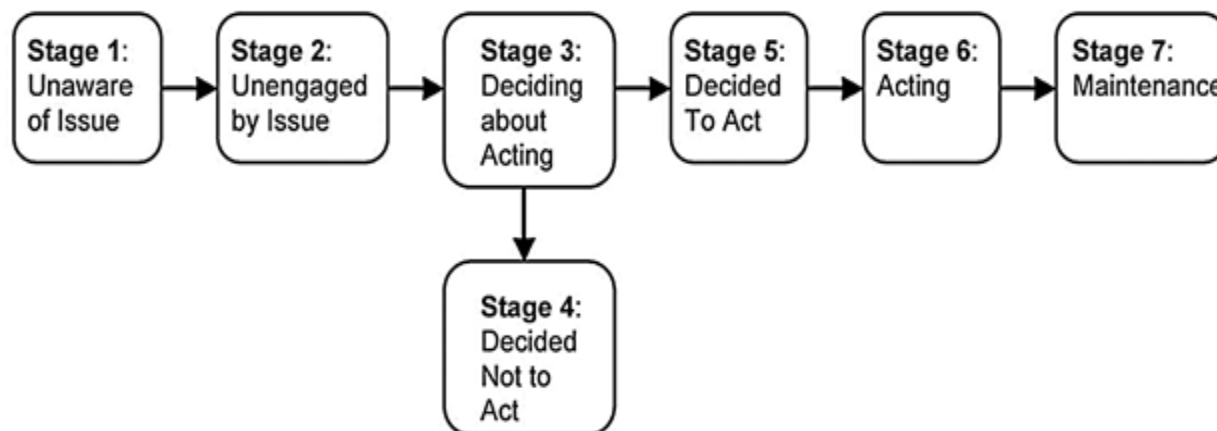 Stage 1:
Unaware
of Issue
Stage 2:
Unengaged
by Issue
Stage 3:
Deciding
about
Acting
Stage 5:
Decided
To Act
Stage 6:
Acting
Stage 7:
Maintenance
Stage 4:
Decided
Not to
Act